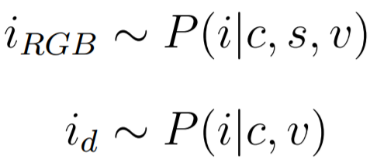 i_{RGB} ∼ P(i|c, s, v)
i_d ∼ P(i|c, v)